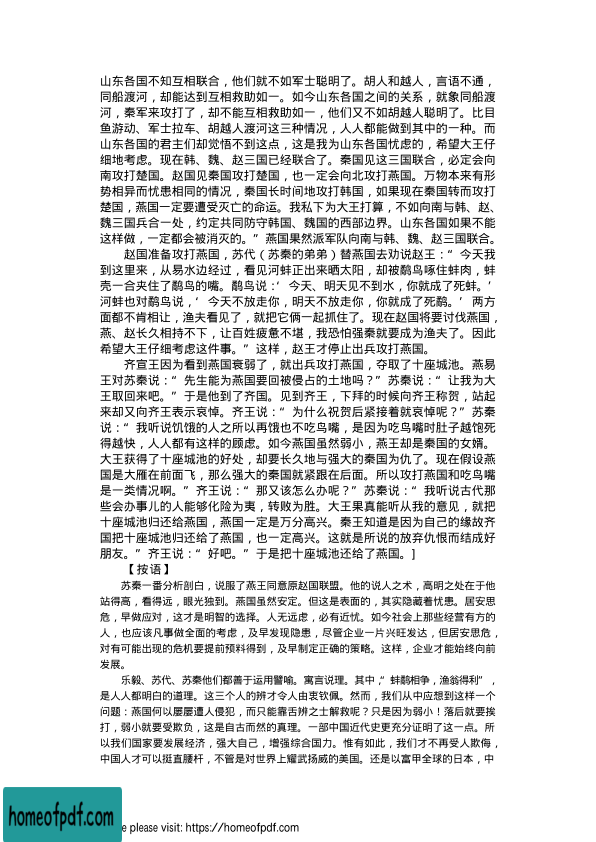 山东各国不知互相联合，他们就不如军士聪明了。胡人和越人，言语不通，
同船渡河，却能达到互相救助如一。如今山东各国之间的关系，就象同船渡
河，秦军来攻打了，却不能互相救助如一，他们又不如胡越人聪明了。比目
鱼游动、军士拉车、胡越人渡河这三种情况，人人都能做到其中的一种。而
山东各国的君主们却觉悟不到这点，这是我为山东各国忧虑的，希望大王仔
细地考虑。现在韩、魏、赵三国已经联合了。秦国见这三国联合，必定会向
南攻打楚国。赵国见秦国攻打楚国，也一定会向北攻打燕国。万物本来有形
势相异而忧患相同的情况，秦国长时间地攻打韩国，如果现在秦国转而攻打
楚国，燕国一定要遭受灭亡的命运。我私下为大王打算，不如向南与韩、赵、
魏三国兵合一处，约定共同防守韩国、魏国的西部边界。山东各国如果不能
这样做，一定都会被消灭的。”燕国果然派军队向南与韩、魏、赵三国联合。
赵国准备攻打燕国，苏代（苏秦的弟弟）替燕国去劝说赵王：“今天我
到这里来，从易水边经过，看见河蚌正出来晒太阳，却被鹬鸟啄住蚌肉，蚌
壳一合夹住了鹬鸟的嘴。鹬鸟说：‘今天、明天见不到水，你就成了死蚌。’
河蚌也对鹬鸟说，‘今天不放走你，明天不放走你，你就成了死鹬。’两方
面都不肯相让，渔夫看见了，就把它俩一起抓住了。现在赵国将要讨伐燕国，
燕、赵长久相持不下，让百姓疲惫不堪，我恐怕强秦就要成为渔夫了。因此
希望大王仔细考虑这件事。”这样，赵王才停止出兵攻打燕国。
齐宣王因为看到燕国衰弱了，就出兵攻打燕国，夺取了十座城池。燕易
王对苏秦说：“先生能为燕国要回被侵占的土地吗？”苏秦说：“让我为大
王取回来吧。”于是他到了齐国。见到齐王，下拜的时候向齐王称贺，站起
来却又向齐王表示哀悼。齐王说：“为什么祝贺后紧接着就哀悼呢？”苏秦
说：“我听说饥饿的人之所以再饿也不吃乌嘴，是因为吃乌嘴时肚子越饱死
得越快，人人都有这样的顾虑。如今燕国虽然弱小，燕王却是秦国的女婿。
大王获得了十座城池的好处，却要长久地与强大的秦国为仇了。现在假设燕
国是大雁在前面飞，那么强大的秦国就紧跟在后面。所以攻打燕国和吃乌嘴
是一类情况啊。”齐王说：“那又该怎么办呢？”苏秦说：“我听说古代那
些会办事儿的人能够化险为夷，转败为胜。大王果真能听从我的意见，就把
十座城池归还给燕国，燕国一定是万分高兴。秦王知道是因为自己的缘故齐
国把十座城池归还给了燕国，也一定高兴。这就是所说的放弃仇恨而结成好
朋友。”齐王说：“好吧。”于是把十座城池还给了燕国。]
【按语】
苏秦一番分析剖白，说服了燕王同意原赵国联盟。他的说人之术，高明之处在于他
站得高，看得远，眼光独到。燕国虽然安定。但这是表面的，其实隐藏着忧患。居安思
危，早做应对，这才是明智的选择。人无远虑，必有近忧。如今社会上那些经营有方的
人，也应该凡事做全面的考虑，及早发现隐患，尽管企业一片兴旺发达，但居安思危，
对有可能出现的危机要提前预料得到，及早制定正确的策略。这样，企业才能始终向前
发展。
乐毅、苏代、苏秦他们都善于运用譬喻。寓言说理。其中，“蚌鹬相争，渔翁得利”，
是人人都明白的道理。这三个人的辨才令人由衷钦佩。然而，我们从中应想到这样一个
问题：燕国何以屡屡遭人侵犯，而只能靠舌辨之士解救呢？只是因为弱小！落后就要挨
打，弱小就要受欺负，这是自古而然的真理。一部中国近代史更充分证明了这一点。所
以我们国家要发展经济，强大自己，增强综合国力。惟有如此，我们才不再受人欺侮，
中国人才可以挺直腰杆，不管是对世界上耀武扬威的美国。还是以富甲全球的日本，中
homeofpdf.com
e please visit: https://homeofpdf.com